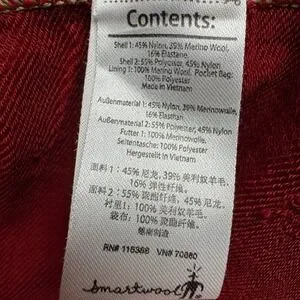 Contents:
Shell 1: 45% Nylon, 39% Merino Wool,
16% Elastane,
Shell 2: 55% Polyester, 45% Nylon
Lining 1: 100% Merino Wool, Pocket Bag:
100% Polyester
Made in Vietnam
Außenmaterial 1: 45% Nylon, 39% Merinowolle,
16% Elasthan
Außenmaterial 2: 55% Polyester, 45% Nylon
Futter 1: 100% Merinowolle,
Seitentasche: 100% Polyester
Hergestellt in Vietnam
面料 1: 45% 尼龙, 39% 美利奴羊毛,
16% 弹性纤维,
面料 2: 55% 聚酯纤维, 45% 尼龙,
衬里1: 100% 美利奴羊毛,
袋布: 100% 聚酯纤维,
越南制造
RN# 116388 VN# 70860
smartwool